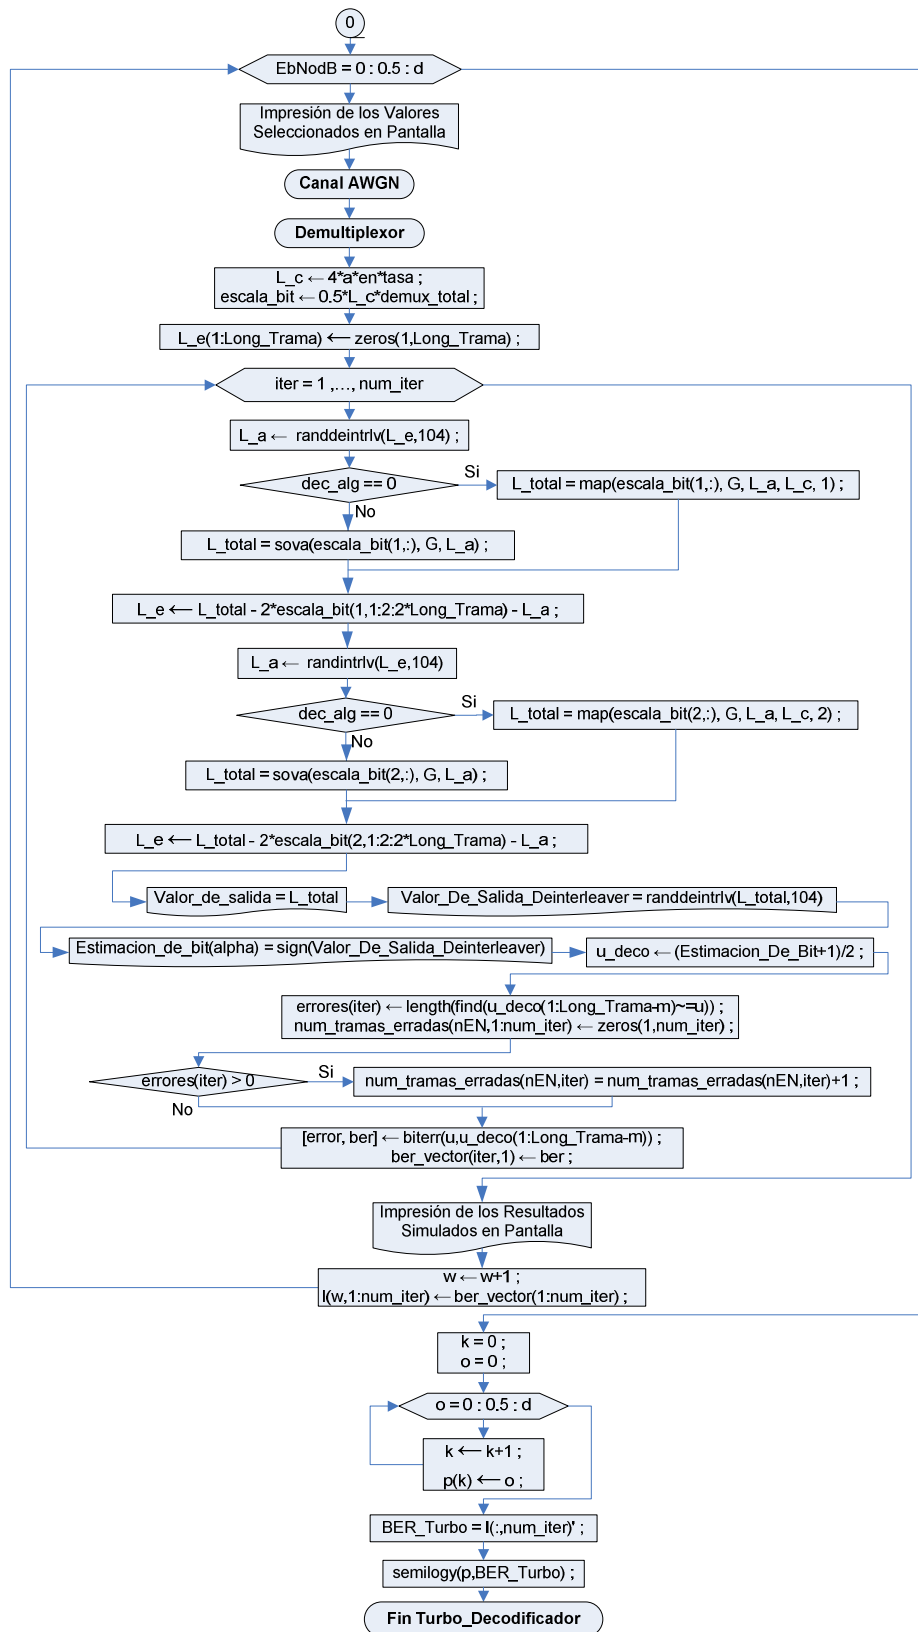 0
EbNodB = 0 : 0.5 : d
Impresión de los Valores
Seleccionados en Pantalla
Canal AWGN
Demultiplexor
L_c ← 4*a*en*tasa ;
escala_bit ← 0.5*L_c*demux_total ;
L_e(1:Long_Trama) ← zeros(1,Long_Trama) ;
iter = 1 ,…, num_iter
L_a ← randdeintrlv(L_e,104) ;
dec_alg == 0
Si
L_total = map(escala_bit(1,:), G, L_a, L_c, 1) ;
No
L_total = sova(escala_bit(1,:), G, L_a) ;
L_e ← L_total - 2*escala_bit(1,1:2:2*Long_Trama) - L_a ;
L_a ← randintrlv(L_e,104)
dec_alg == 0
Si
L_total = map(escala_bit(2,:), G, L_a, L_c, 2) ;
No
L_total = sova(escala_bit(2,:), G, L_a) ;
L_e ← L_total - 2*escala_bit(2,1:2:2*Long_Trama) - L_a ;
Valor_de_salida = L_total
Valor_De_Salida_Deinterleaver = randdeintrlv(L_total,104)
Estimacion_de_bit(alpha) = sign(Valor_De_Salida_Deinterleaver)
u_deco ← (Estimacion_De_Bit+1)/2 ;
errores(iter) ← length(find(u_deco(1:Long_Trama-m)~=u)) ;
num_tramas_erradas(nEN,1:num_iter) ← zeros(1,num_iter) ;
errores(iter) > 0
Si
num_tramas_erradas(nEN,iter) = num_tramas_erradas(nEN,iter)+1 ;
No
[error, ber] ← biterr(u,u_deco(1:Long_Trama-m)) ;
ber_vector(iter,1) ← ber ;
Impresión de los Resultados
Simulados en Pantalla
w ← w+1 ;
l(w,1:num_iter) ← ber_vector(1:num_iter) ;
k = 0 ;
o = 0 ;
o = 0 : 0.5 : d
k ← k+1 ;
p(k) ← o ;
BER_Turbo = l(:,num_iter)' ;
semilogy(p,BER_Turbo) ;
Fin Turbo_Decodificador